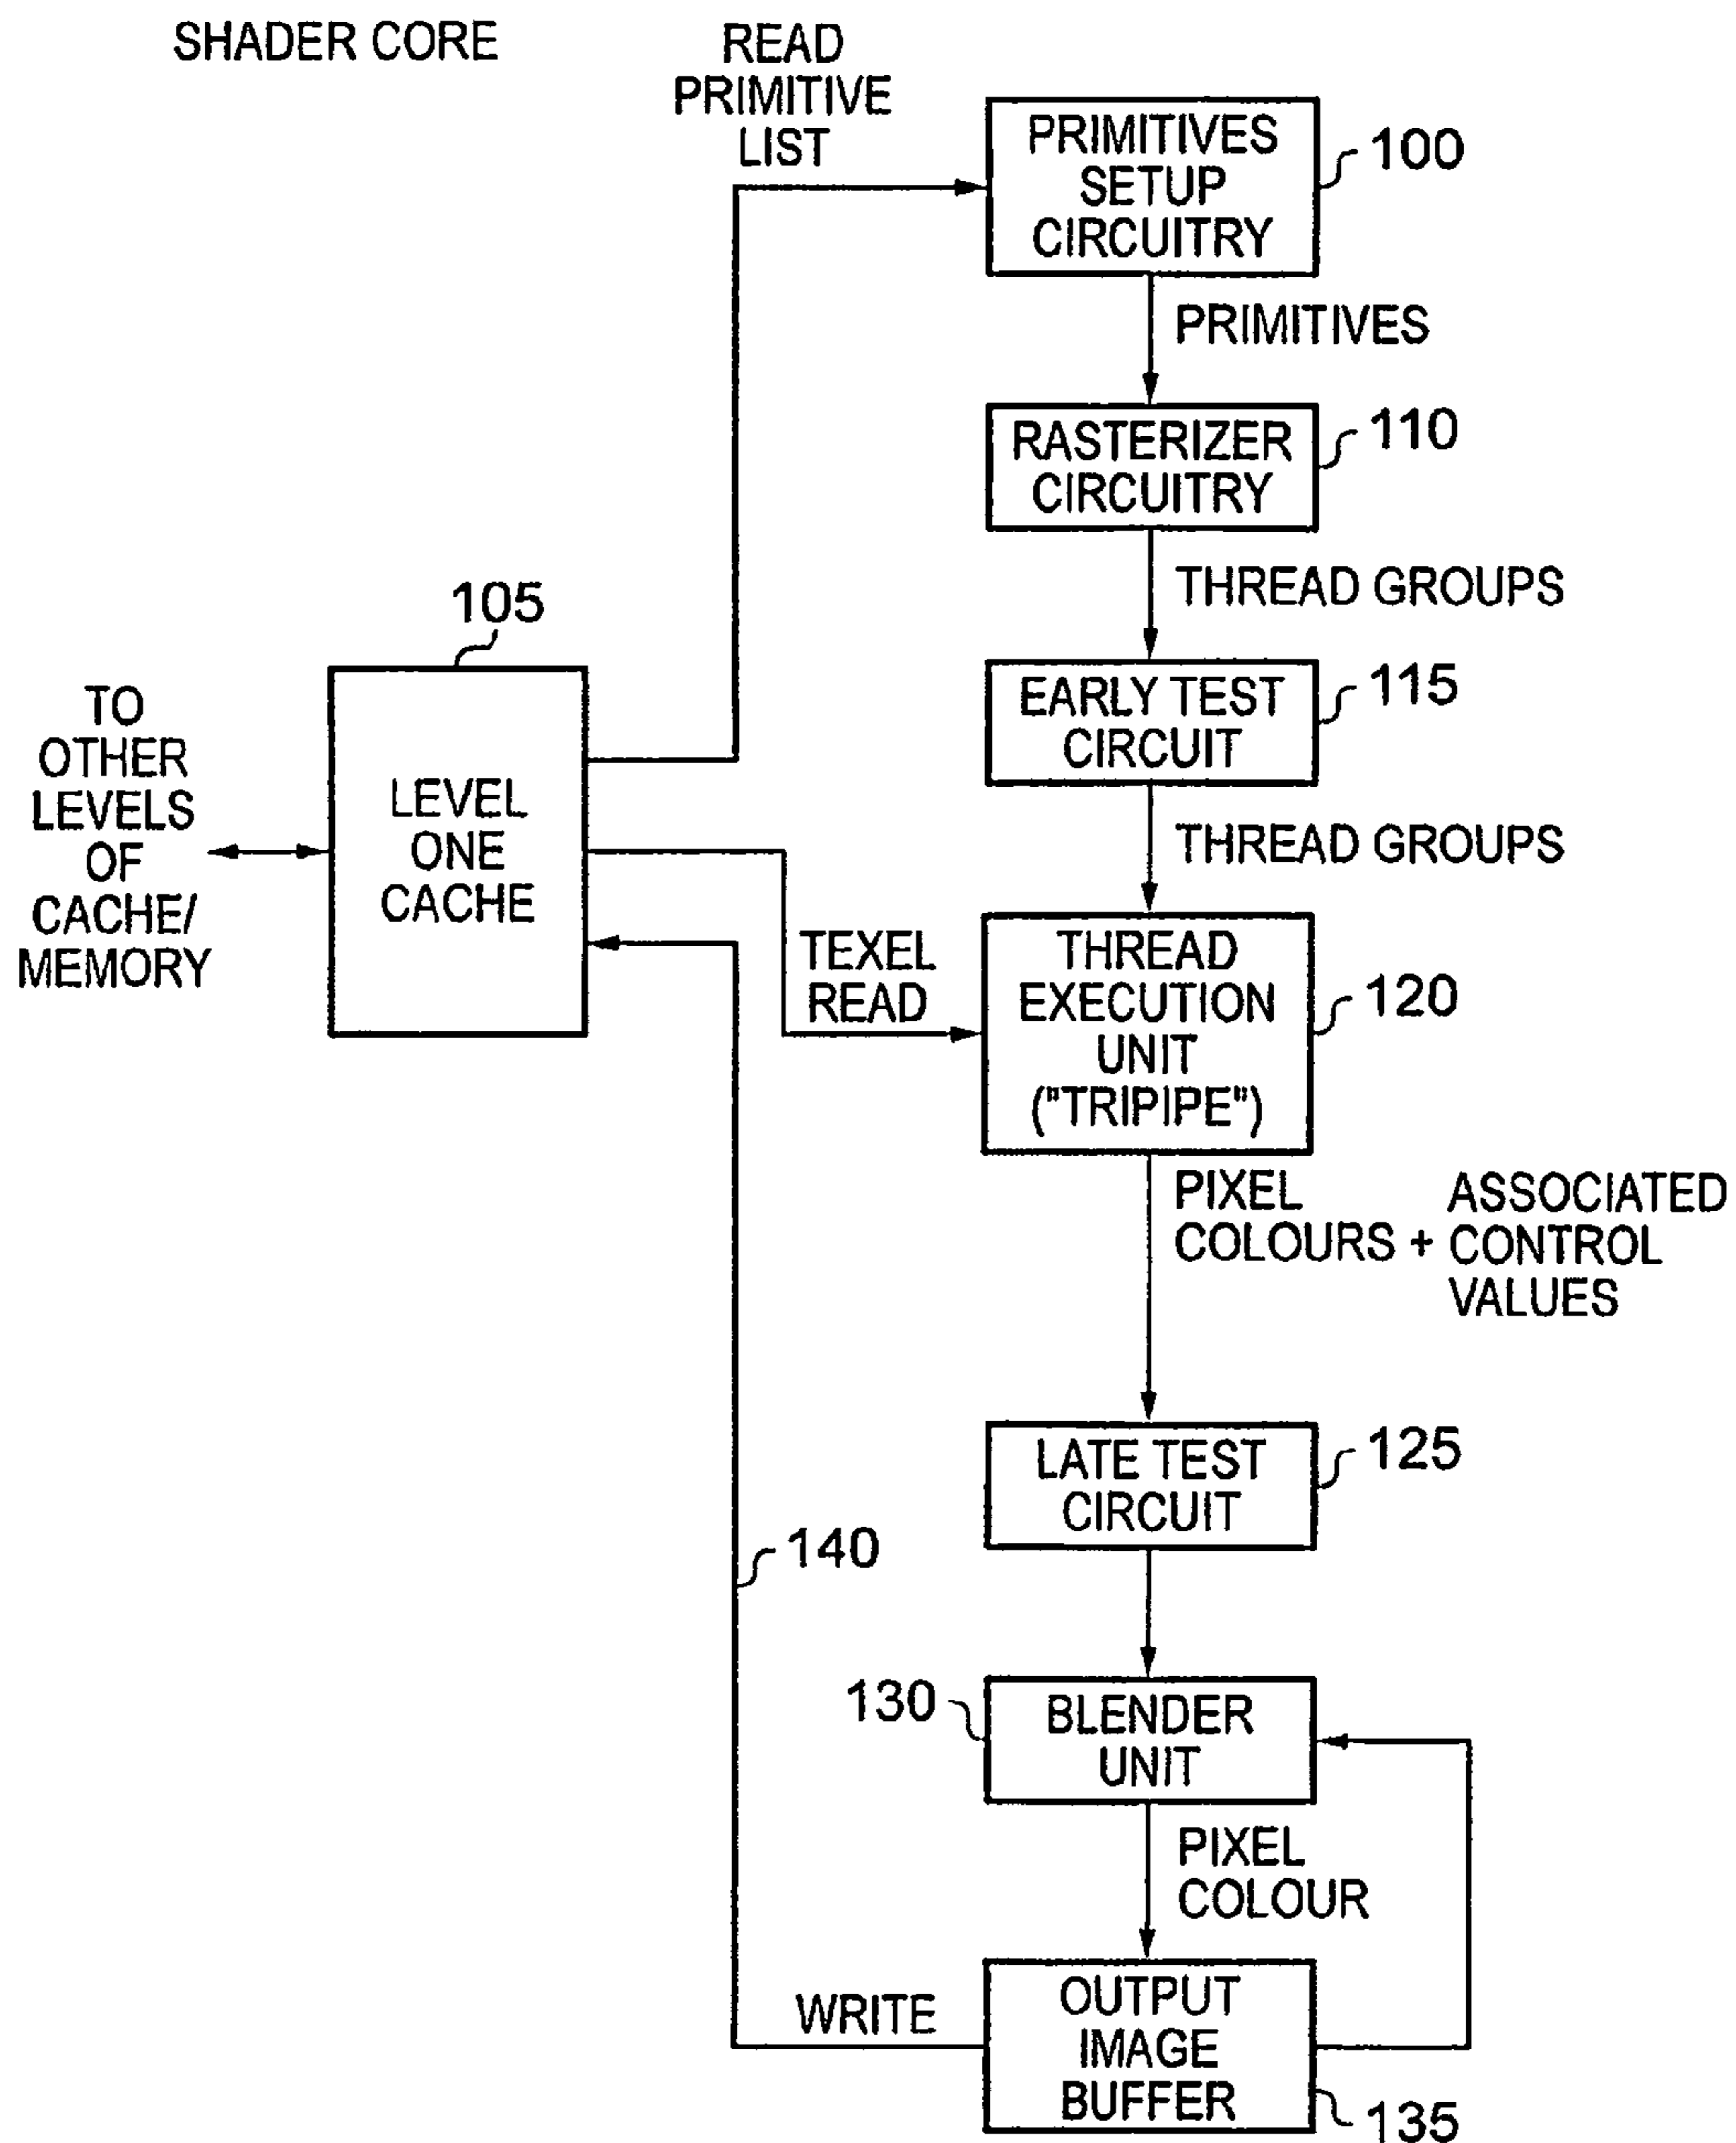 SHADER CORE
READ
PRIMITIVE
LIST
PRIMITIVES
SETUP
CIRCUITRY
100
PRIMITIVES
RASTERIZER
CIRCUITRY
110
THREAD GROUPS
105
EARLY TEST
CIRCUIT
115
TO
OTHER
LEVELS
OF
CACHE/
MEMORY
LEVEL
ONE
CACHE
THREAD GROUPS
TEXEL
READ
THREAD
EXECUTION
UNIT
("TRIPIPE")
120
PIXEL
COLOURS +
ASSOCIATED
CONTROL
VALUES
LATE TEST
CIRCUIT
125
140
130
BLENDER
UNIT
PIXEL
COLOUR
WRITE
OUTPUT
IMAGE
BUFFER
135